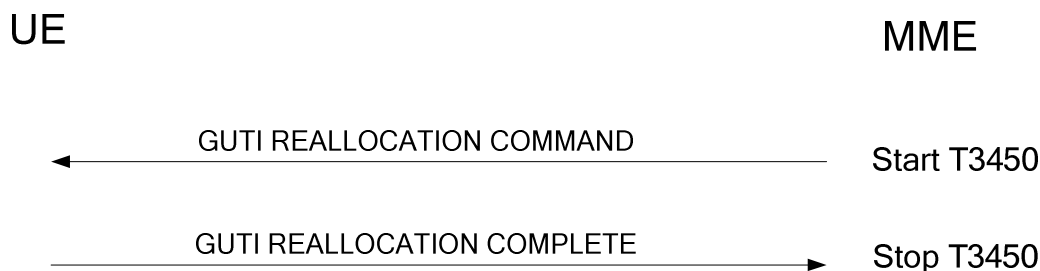 UE
MME
GUTI REALLOCATION COMMAND
Start T3450
GUTI REALLOCATION COMPLETE
Stop T3450